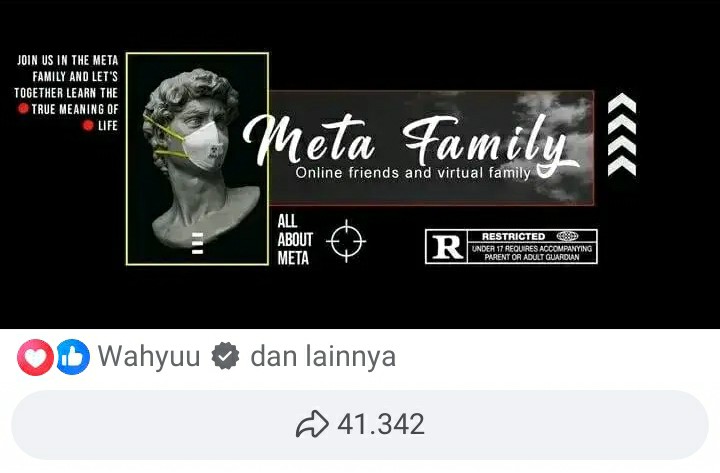 JOIN US IN THE META
FAMILY AND LET'S
TOGETHER LEARN THE
TRUE MEANING OF
LIFE
Meta Family
Online friends and virtual family
ALL
ABOUT
META
R
RESTRICTED
UNDER 17 REQUIRES ACCOMPANYING
PARENT OR ADULT GUARDIAN
Wahyuu dan lainnya
41.342